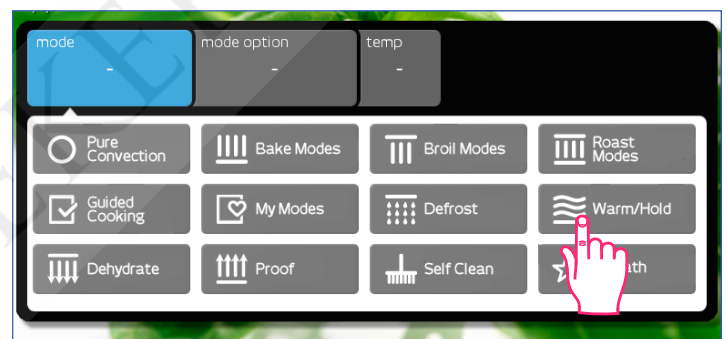 mode
mode option
temp
-
-
-
Pure
Convection
Bake Modes
Broil Modes
Roast
Modes
Guided
Cooking
My Modes
Defrost
Warm/Hold
Dehydrate
Proof
Self Clean